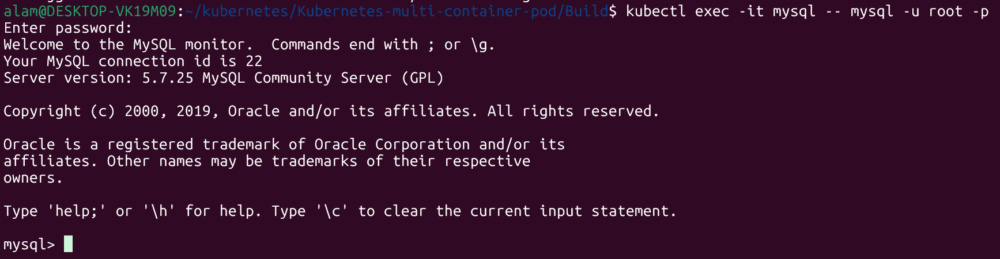 alam@DESKTOP-VK19M09:~/kubernetes/Kubernetes-multi-container-pod/Build$ kubectl exec -it mysql -- mysql -u root -p
Enter password:
Welcome to the MySQL monitor.  Commands end with ; or \g.
Your MySQL connection id is 22
Server version: 5.7.25 MySQL Community Server (GPL)

Copyright (c) 2000, 2019, Oracle and/or its affiliates. All rights reserved.

Oracle is a registered trademark of Oracle Corporation and/or its
affiliates. Other names may be trademarks of their respective
owners.

Type 'help;' or '\h' for help. Type '\c' to clear the current input statement.

mysql>